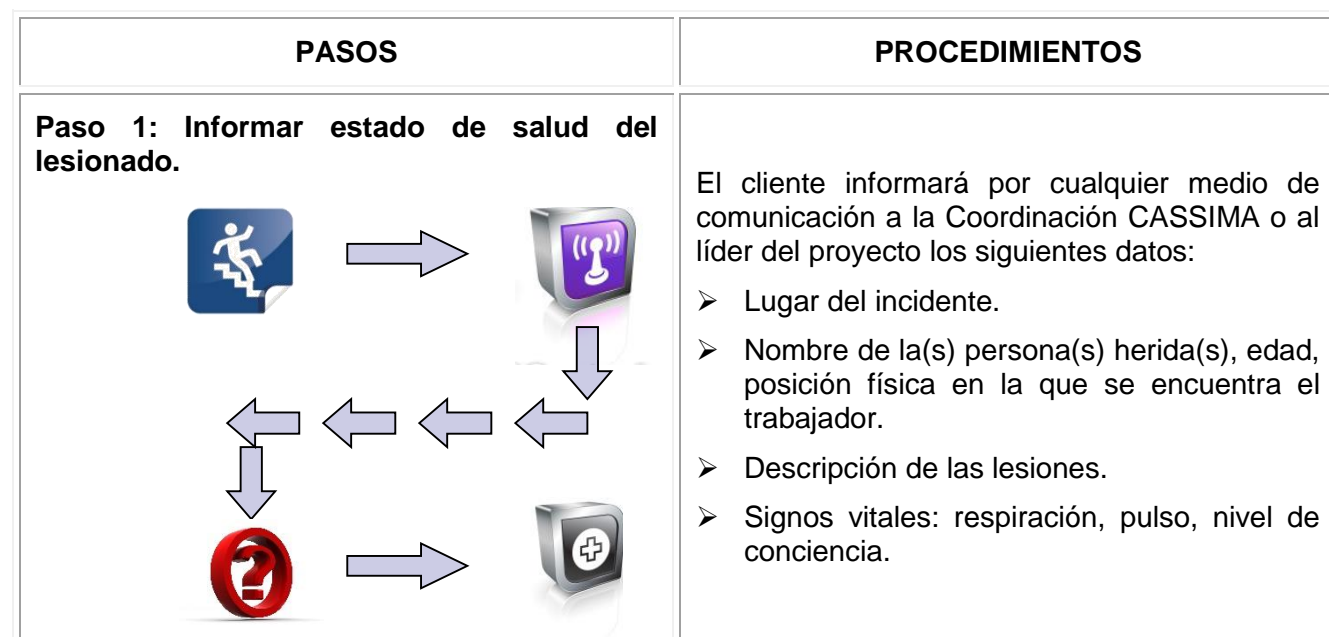 PASOS
PROCEDIMIENTOS
Paso 1: Informar estado de salud del
lesionado.
El cliente informará por cualquier medio de
comunicación a la Coordinación CASSIMA o al
líder del proyecto los siguientes datos:
➢ Lugar del incidente.
➢ Nombre de la(s) persona(s) herida(s), edad,
posición física en la que se encuentra el
trabajador.
➢ Descripción de las lesiones.
➢ Signos vitales: respiración, pulso, nivel de
conciencia.
?